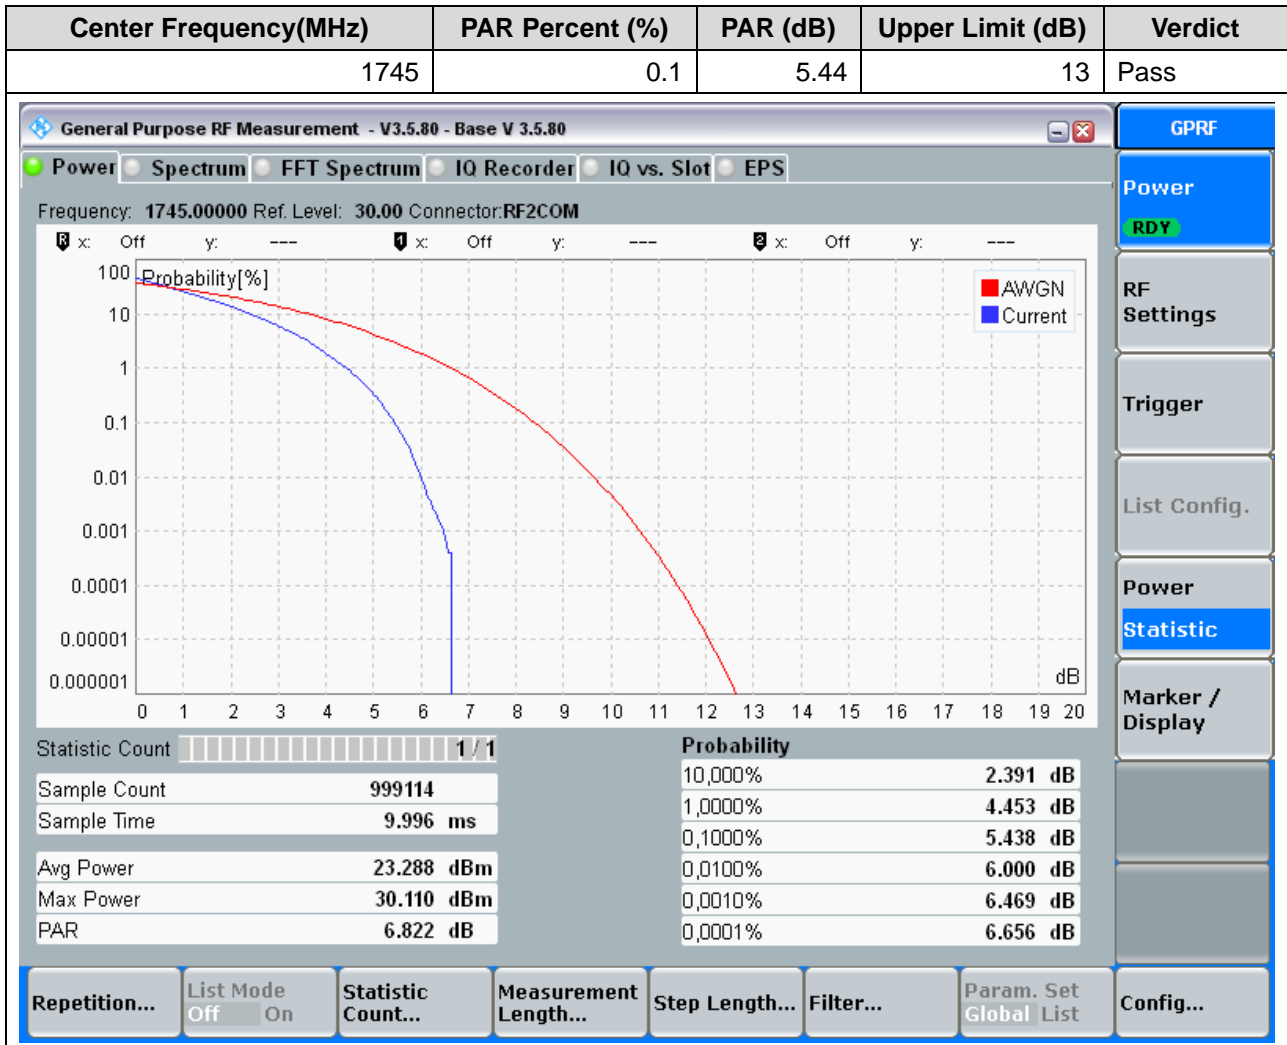 Center Frequency(MHz) PAR Percent (%) PAR (dB) Upper Limit (dB) Verdict
1745 0.1 5.44 13 Pass
General Purpose RF Measurement - V3.5.80 - Base V 3.5.80
GPRF
Power Spectrum FFT Spectrum IQ Recorder IQ vs. Slot EPS
Frequency: 1745.00000 Ref. Level: 30.00 Connector:RF2COM
R x: Off y: --- 1 x: Off y: --- 2 x: Off y: ---
Probability[%]
AWGN
Current
100
10
1
0.1
0.01
0.001
0.0001
0.00001
0.000001
dB
0 1 2 3 4 5 6 7 8 9 10 11 12 13 14 15 16 17 18 19 20
Statistic Count 1 / 1
Sample Count 999114
Sample Time 9.996 ms
Avg Power 23.288 dBm
Max Power 30.110 dBm
PAR 6.822 dB
Probability
10,000% 2.391 dB
1,0000% 4.453 dB
0,1000% 5.438 dB
0,0100% 6.000 dB
0,0010% 6.469 dB
0,0001% 6.656 dB
Power
RDY
RF
Settings
Trigger
List Config.
Power
Statistic
Marker /
Display
Repetition...
List Mode
Off On
Statistic
Count...
Measurement
Length...
Step Length...
Filter...
Param. Set
Global List
Config...